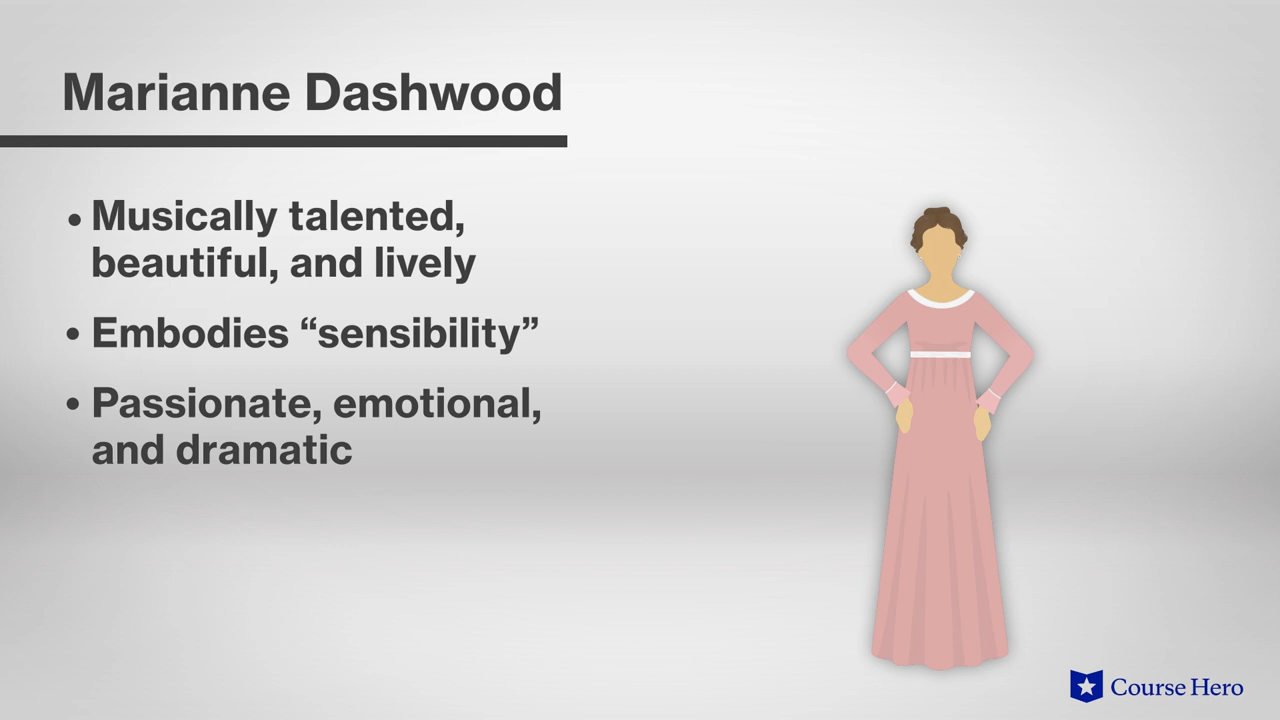 Marianne Dashwood
• Musically talented,
beautiful, and lively
• Embodies “sensibility”
• Passionate, emotional,
and dramatic
Course Hero